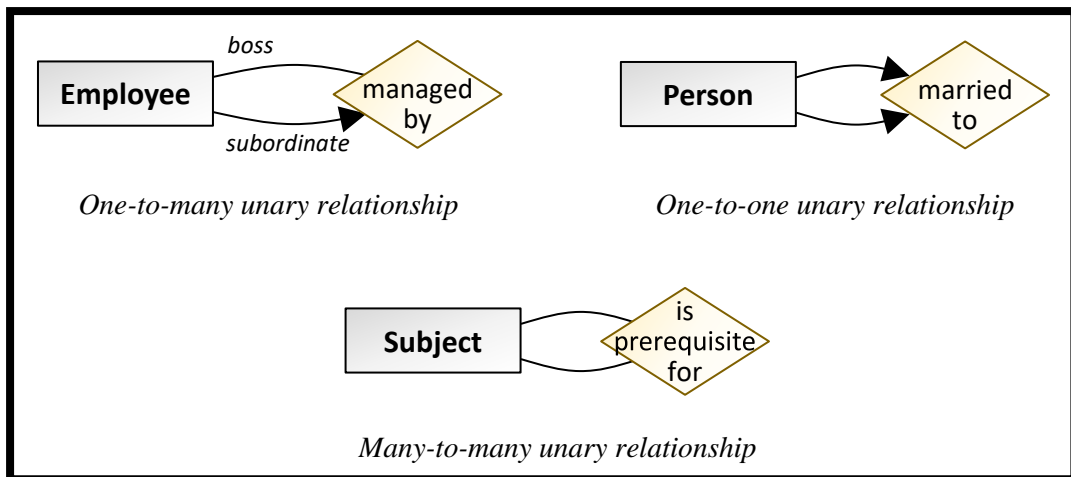 boss
Employee
managed
by
subordinate
One-to-many unary relationship
Person
married
to
One-to-one unary relationship
Subject
is
prerequisite
for
Many-to-many unary relationship